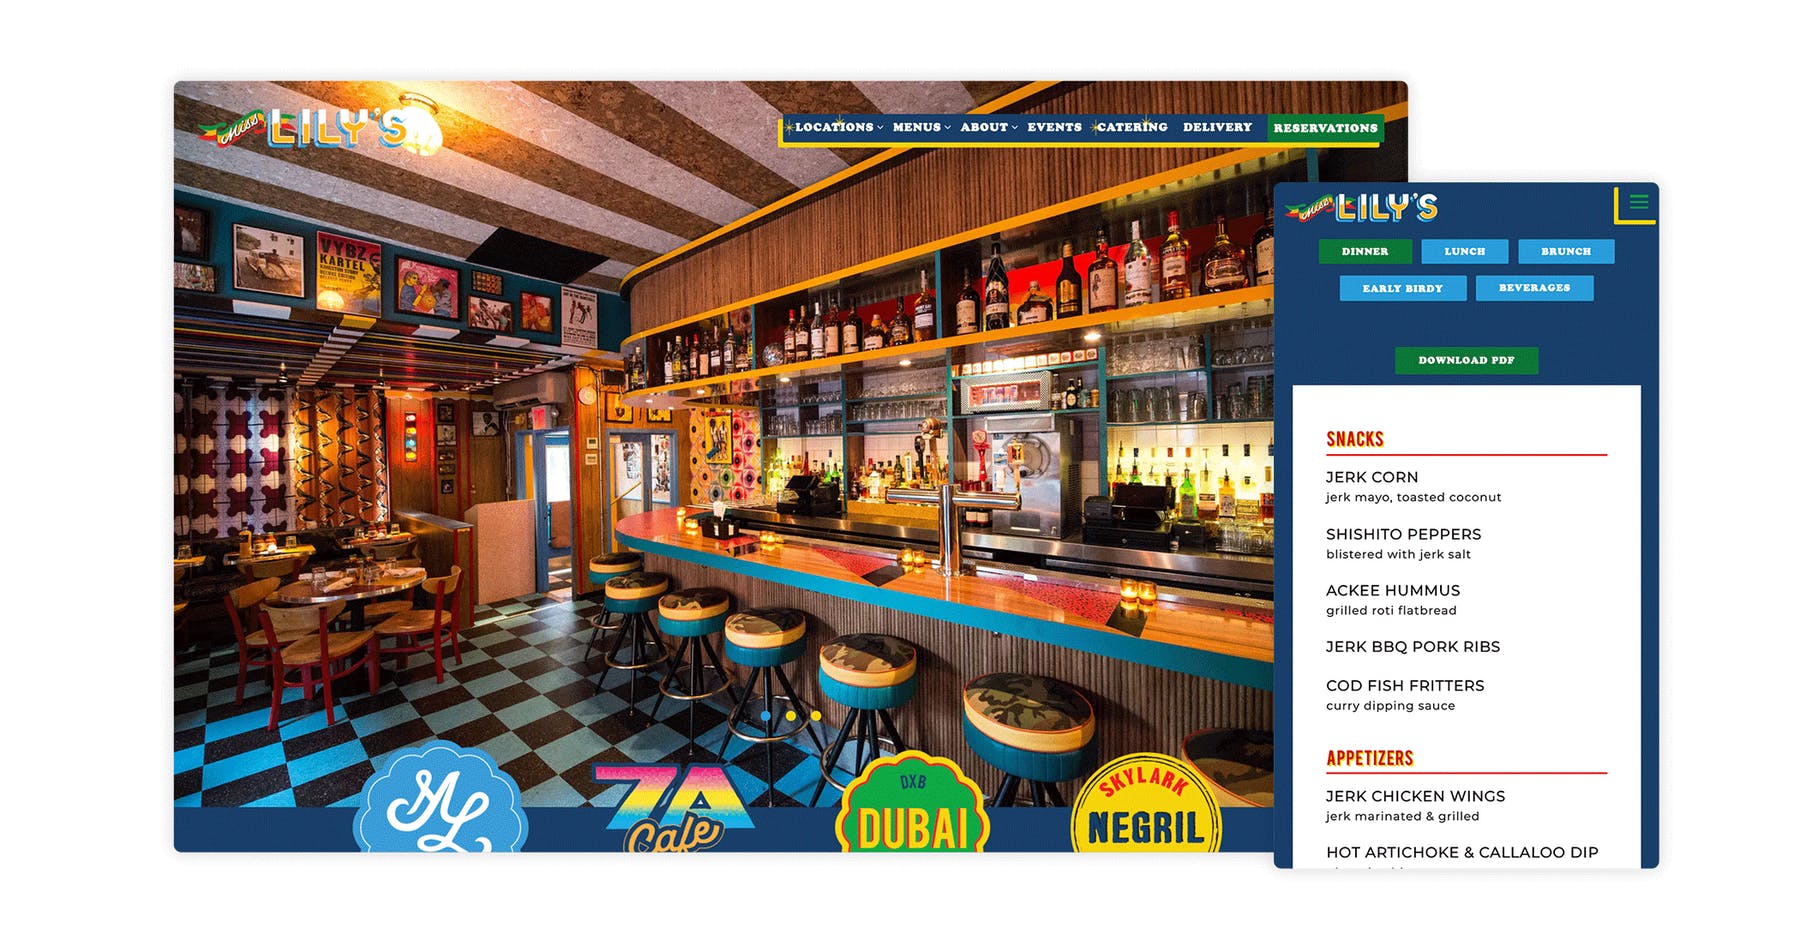 Miss LILY'S
LOCATIONS MENUS ABOUT EVENTS CATERING DELIVERY RESERVATIONS
VYBZ
KARTEL
ML
7A
Cafe
DXB
DUBAI
SKYLARK
NEGRIL
Miss LILY'S
DINNER LUNCH BRUNCH
EARLY BIRDY BEVERAGES
DOWNLOAD PDF
SNACKS
JERK CORN
jerk mayo, toasted coconut
SHISHITO PEPPERS
blistered with jerk salt
ACKEE HUMMUS
grilled roti flatbread
JERK BBQ PORK RIBS
COD FISH FRITTERS
curry dipping sauce
APPETIZERS
JERK CHICKEN WINGS
jerk marinated & grilled
HOT ARTICHOKE & CALLALOO DIP